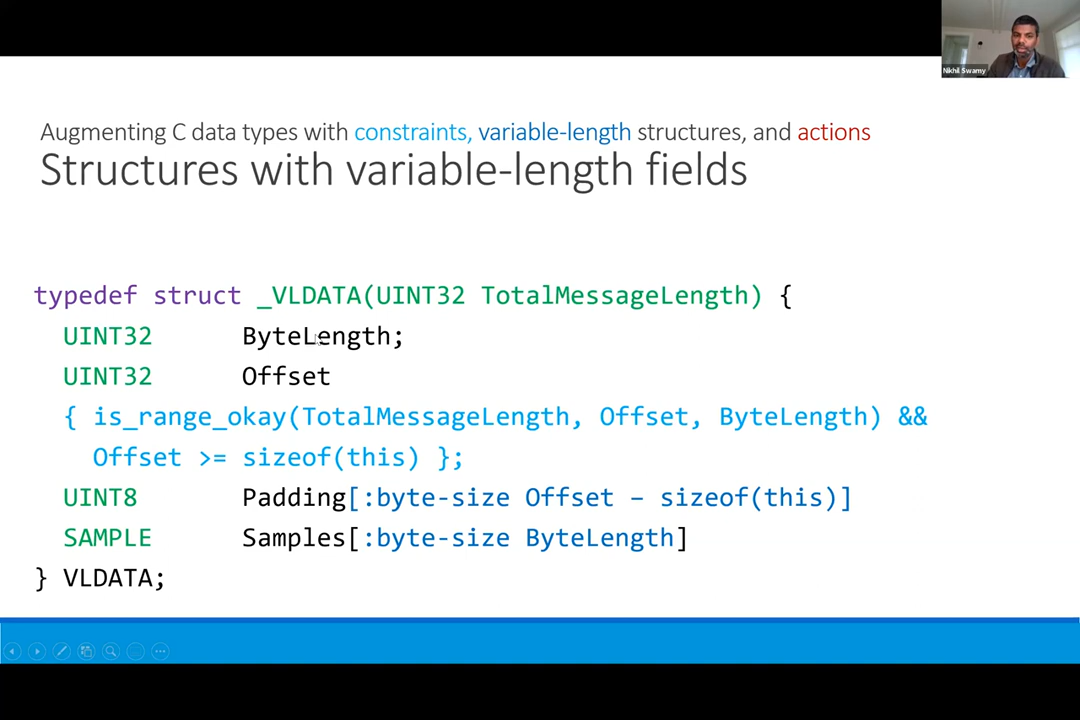 Nikhil Swamy
Augmenting C data types with constraints, variable-length structures, and actions
Structures with variable-length fields
typedef struct _VLDATA(UINT32 TotalMessageLength) {
UINT32 ByteLength;
UINT32 Offset
{ is_range_okay(TotalMessageLength, Offset, ByteLength) &&
Offset >= sizeof(this) };
UINT8 Padding[:byte-size Offset – sizeof(this)]
SAMPLE Samples[:byte-size ByteLength]
} VLDATA;